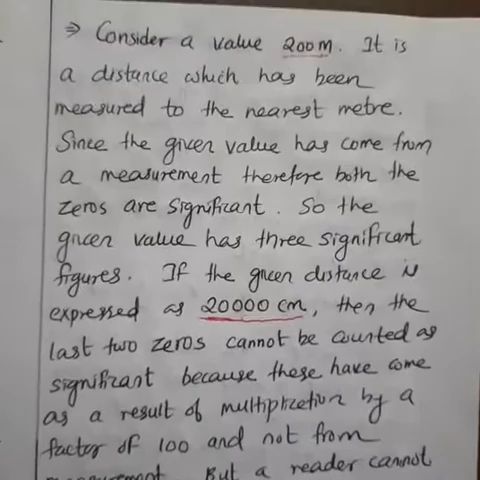 ⇒ Consider a value 200m. It is
a distance which has been
measured to the nearest metre.
Since the given value has come from
a measurement therefore both the
zeros are significant. So the
given value has three significant
figures. If the given distance is
expressed as 20000 cm, then the
last two zeros cannot be counted as
significant because these have come
as a result of multiplication by a
factor of 100 and not from
measurement. But a reader cannot